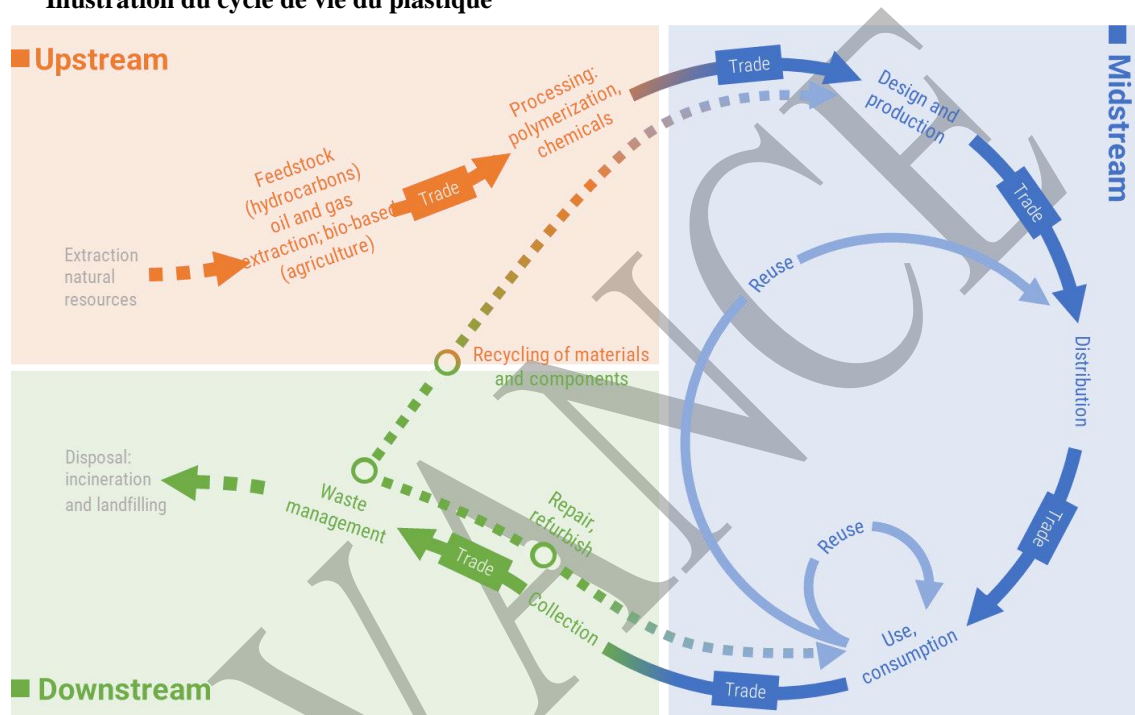 Illustration du cycle de vie du plastique
Upstream
Extraction
natural
resources
Feedstock
(hydrocarbons)
oil and gas
extraction; bio-based
(agriculture)
Trade
Processing:
polymerization,
chemicals
Trade
Midstream
Design and
production
Trade
Reuse
Distribution
Trade
Reuse
Use,
consumption
Trade
Recycling of materials
and components
Disposal:
incineration
and landfilling
Waste
management
Repair,
refurbish
Trade
Collection
Downstream